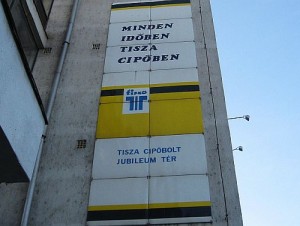 MINDEN
IDŐBEN
TISZA
CIPŐBEN
TISZA CIPŐBOLT
JUBILEUM TÉR